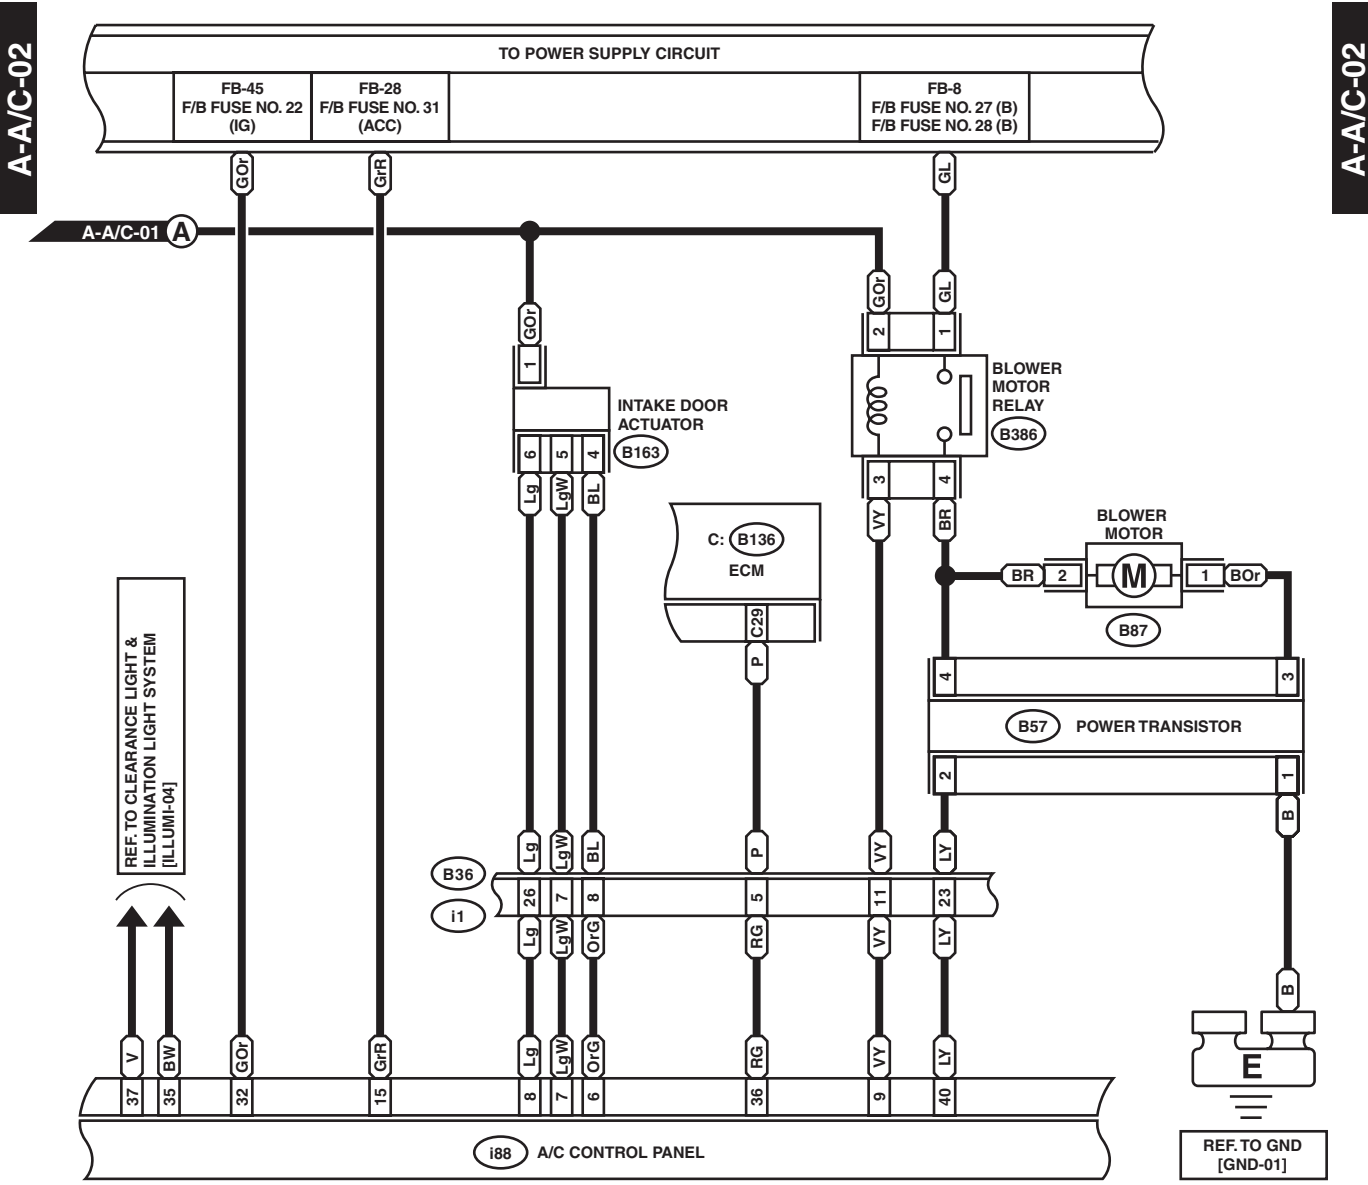 A-A/C-02
A-A/C-02
TO POWER SUPPLY CIRCUIT
FB-45
F/B FUSE NO. 22
(IG)
FB-28
F/B FUSE NO. 31
(ACC)
FB-8
F/B FUSE NO. 27 (B)
F/B FUSE NO. 28 (B)
GOr
GrR
GL
A-A/C-01 A
GOr
GL
2
1
GOr
1
BLOWER
MOTOR
RELAY
B386
INTAKE DOOR
ACTUATOR
B163
6
5
4
Lg
LgW
BL
3
4
VY
BR
C: B136
ECM
C29
P
BLOWER
MOTOR
BR
2
M
1
BOr
B87
4
3
B57 POWER TRANSISTOR
2
1
B
REF. TO CLEARANCE LIGHT &
ILLUMINATION LIGHT SYSTEM
[ILLUMI-04]
Lg
LgW
BL
P
VY
LY
B36
i1
26
7
8
5
11
23
Lg
LgW
OrG
RG
VY
LY
B
E
V
BW
GOr
GrR
Lg
LgW
OrG
RG
VY
LY
37
35
32
15
8
7
6
36
9
40
i88 A/C CONTROL PANEL
REF. TO GND
[GND-01]